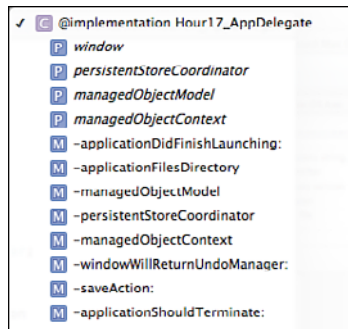 ✓ C @implementation Hour17_AppDelegate
P window
P persistentStoreCoordinator
P managedObjectModel
P managedObjectContext
M -applicationDidFinishLaunching:
M -applicationFilesDirectory
M -managedObjectModel
M -persistentStoreCoordinator
M -managedObjectContext
M -windowWillReturnUndoManager:
M -saveAction:
M -applicationShouldTerminate: